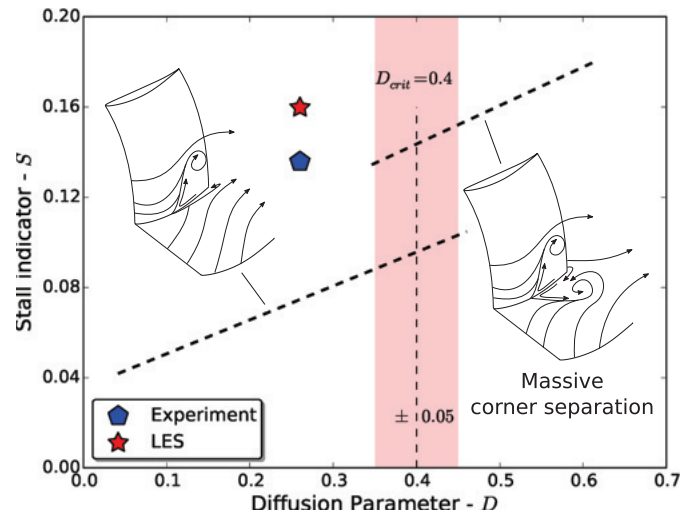 Stall indicator - S
0.20
0.16
0.12
0.08
0.04
0.00
D_crit=0.4
Massive
corner separation
± 0.05
Experiment
LES
0.0 0.1 0.2 0.3 0.4 0.5 0.6 0.7
Diffusion Parameter - D